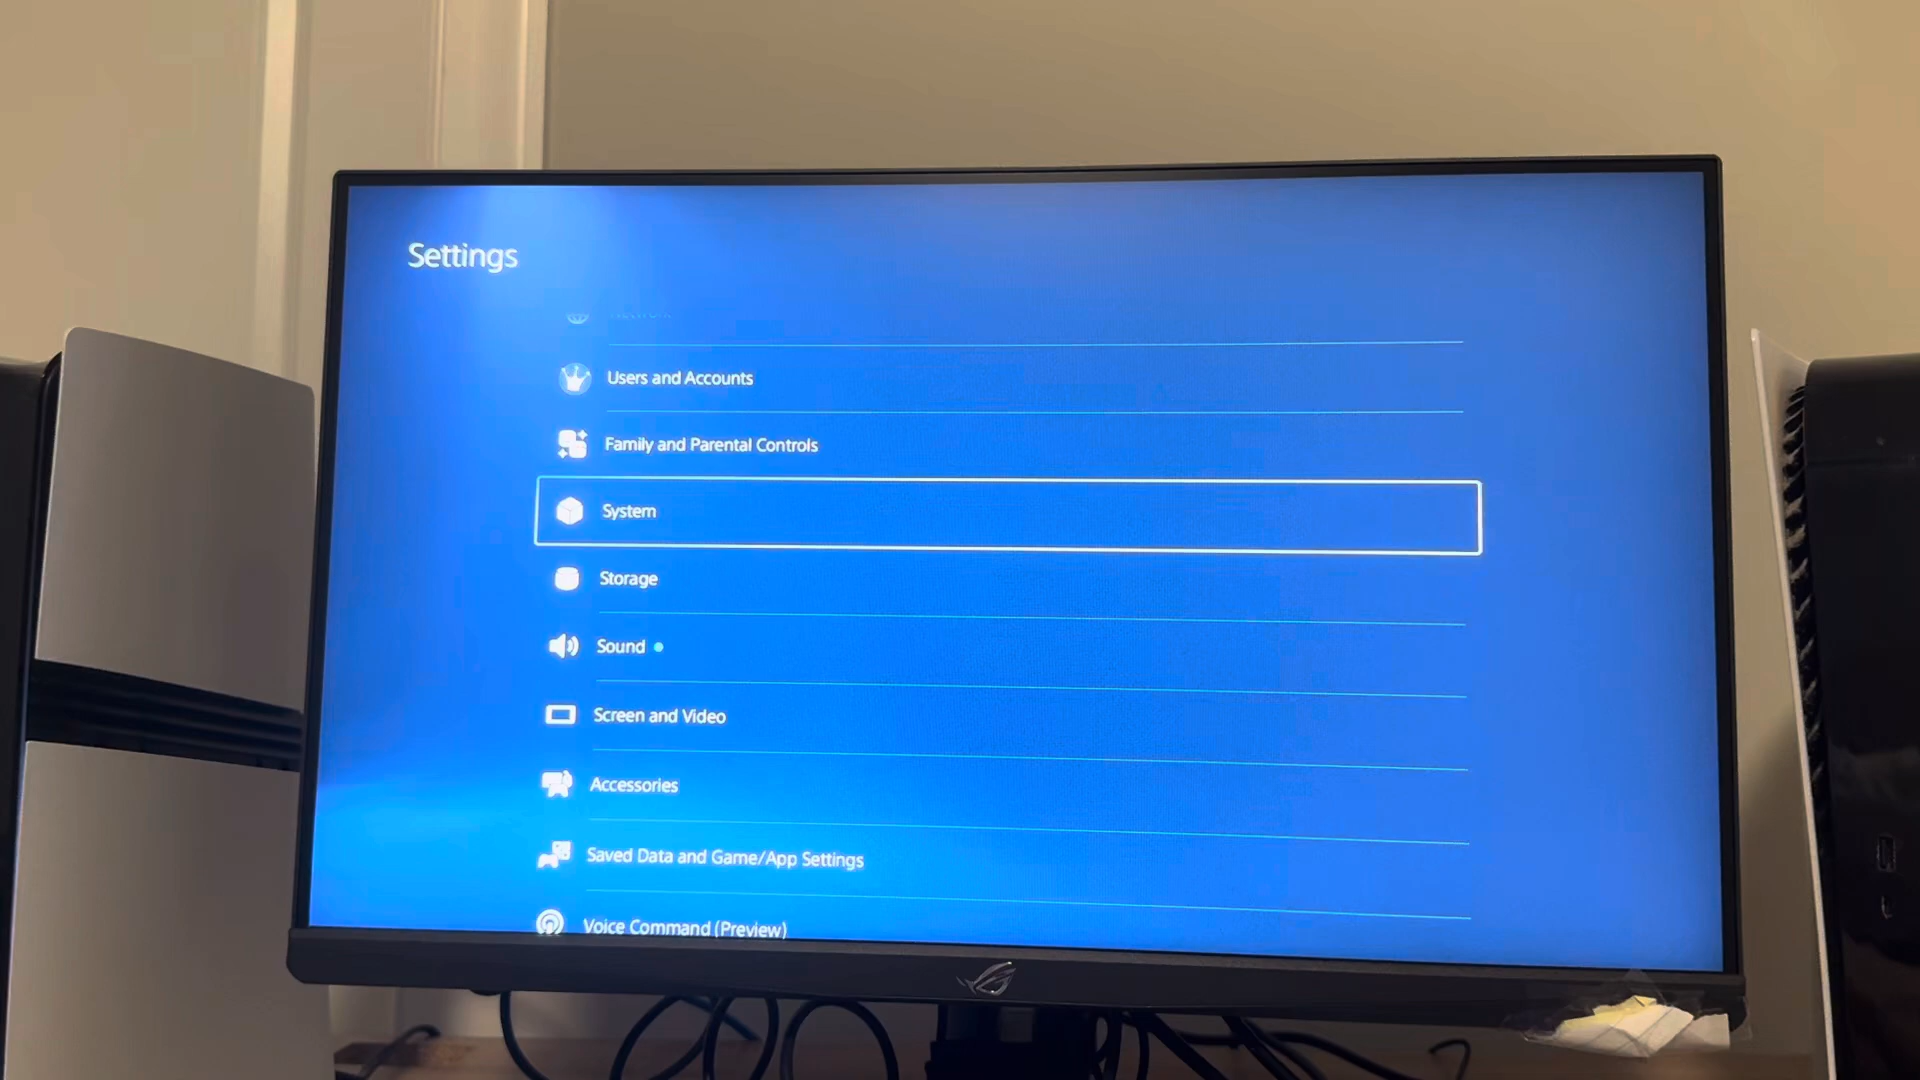 Settings
Network
Users and Accounts
Family and Parental Controls
System
Storage
Sound
Screen and Video
Accessories
Saved Data and Game/App Settings
Voice Command (Preview)